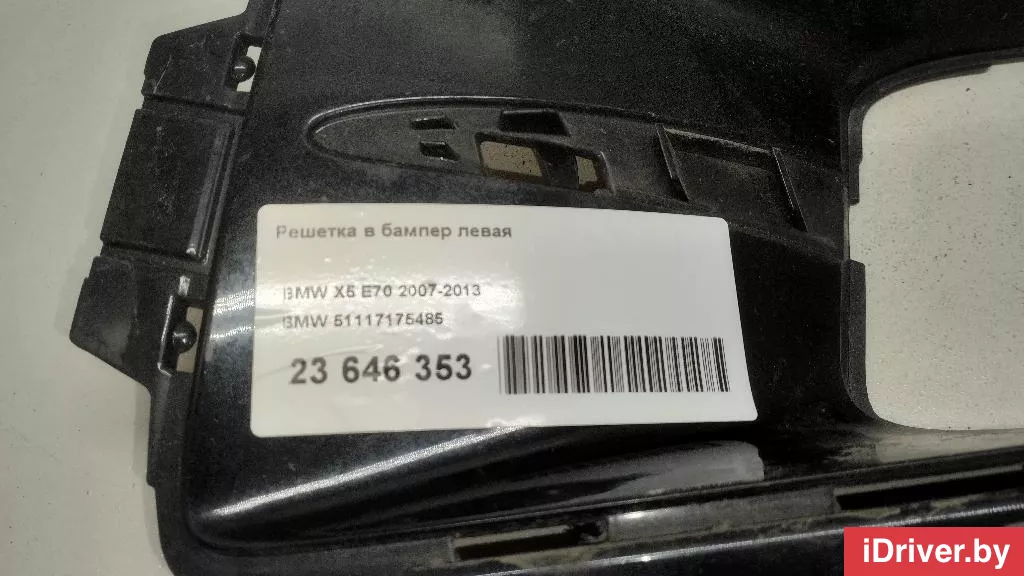 Решетка в бампер левая
BMW X5 E70 2007-2013
BMW 51117175485
23 646 353
iDriver.by